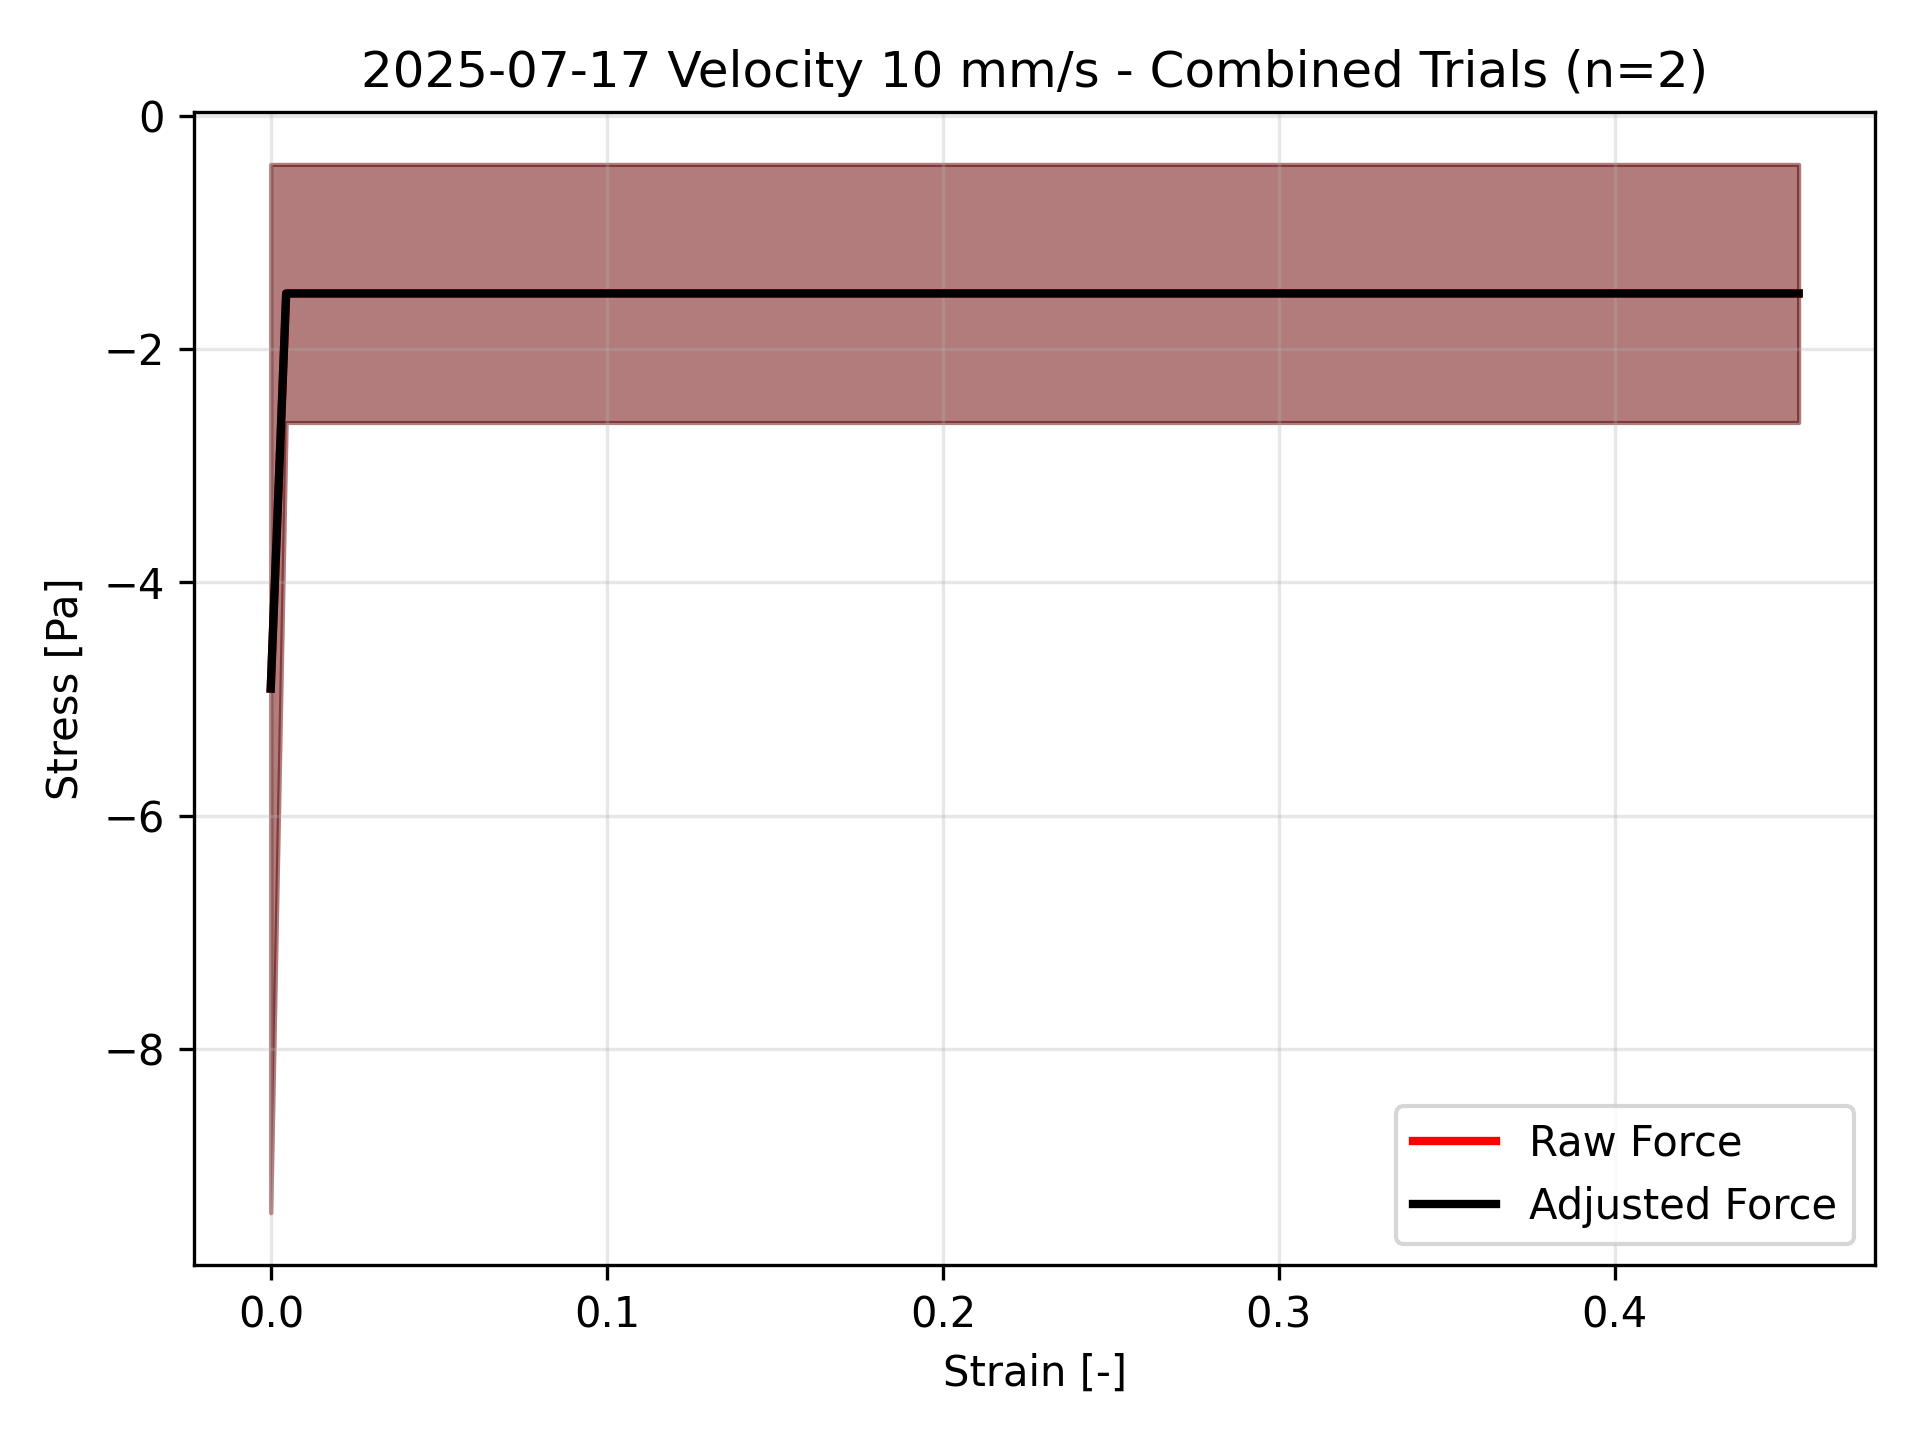 2025-07-17 Velocity 10 mm/s - Combined Trials (n=2)
0
−2
−4
−6
−8
Stress [Pa]
Raw Force
Adjusted Force
0.0 0.1 0.2 0.3 0.4
Strain [-]